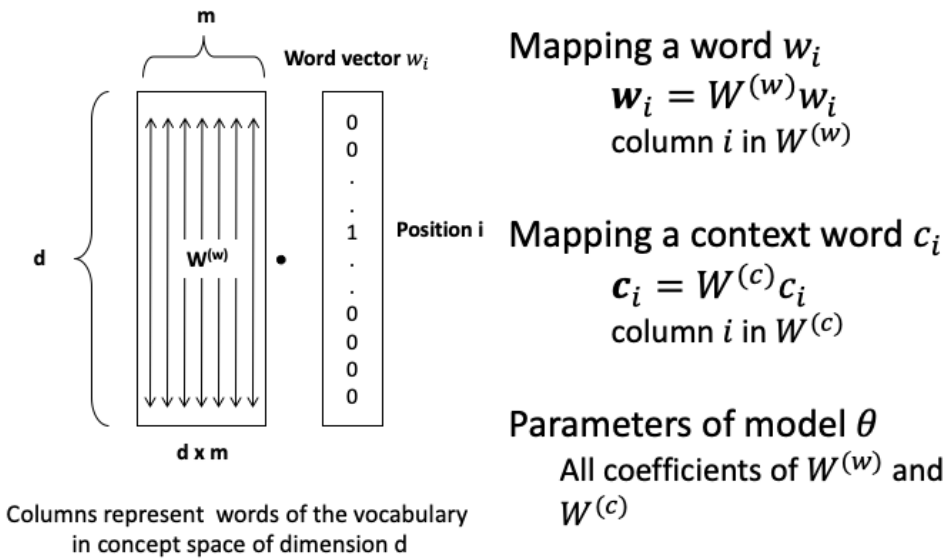 m
Word vector wᵢ
d
W⁽ʷ⁾
•
0
0
.
.
1
.
.
0
0
0
0
Position i
d x m
Columns represent words of the vocabulary
in concept space of dimension d
Mapping a word wᵢ
𝒘ᵢ = W⁽ʷ⁾wᵢ
column i in W⁽ʷ⁾
Mapping a context word cᵢ
𝒄ᵢ = W⁽ᶜ⁾cᵢ
column i in W⁽ᶜ⁾
Parameters of model θ
All coefficients of W⁽ʷ⁾ and
W⁽ᶜ⁾